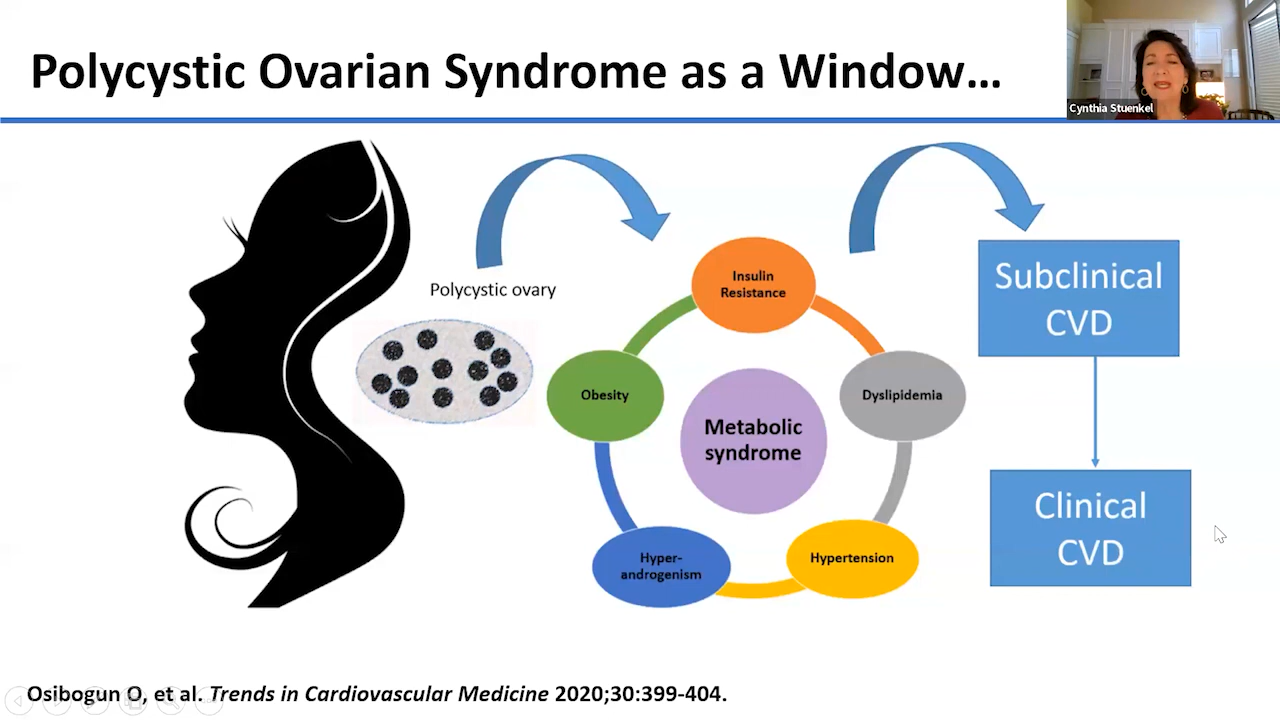 Polycystic Ovarian Syndrome as a Window...
Cynthia Stuenkel
Polycystic ovary
Insulin
Resistance
Obesity
Dyslipidemia
Metabolic
syndrome
Hyper-
androgenism
Hypertension
Subclinical
CVD
Clinical
CVD
Osibogun O, et al. Trends in Cardiovascular Medicine 2020;30:399-404.